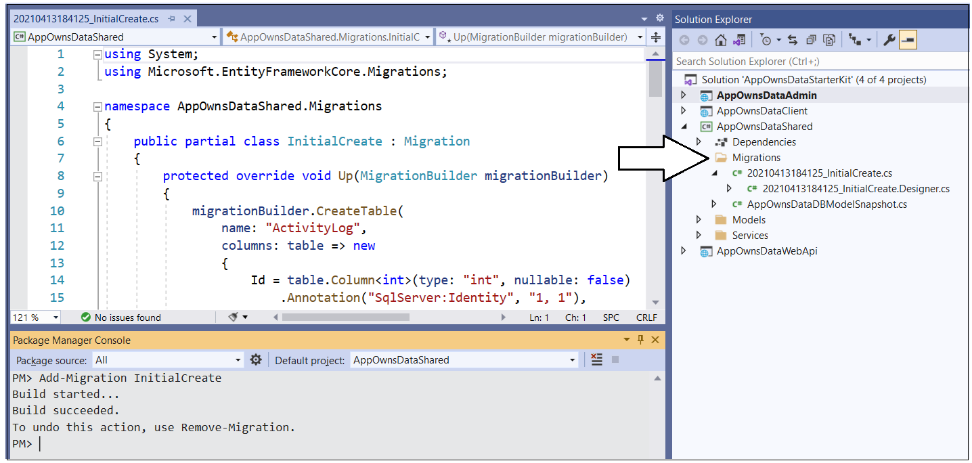 20210413184125_InitialCreate.cs
AppOwnsDataShared
AppOwnsDataShared.Migrations.InitialC
Up(MigrationBuilder migrationBuilder)
1 using System;
2 using Microsoft.EntityFrameworkCore.Migrations;
3
4 namespace AppOwnsDataShared.Migrations
5 {
6 public partial class InitialCreate : Migration
7 {
8 protected override void Up(MigrationBuilder migrationBuilder)
9 {
10 migrationBuilder.CreateTable(
11 name: "ActivityLog",
12 columns: table => new
13 {
14 Id = table.Column<int>(type: "int", nullable: false)
15 .Annotation("SqlServer:Identity", "1, 1"),
121 % No issues found Ln: 1 Ch: 1 SPC CRLF
Package Manager Console
Package source: All Default project: AppOwnsDataShared
PM> Add-Migration InitialCreate
Build started...
Build succeeded.
To undo this action, use Remove-Migration.
PM>
Solution Explorer
Search Solution Explorer (Ctrl+;)
Solution 'AppOwnsDataStarterKit' (4 of 4 projects)
AppOwnsDataAdmin
AppOwnsDataClient
AppOwnsDataShared
Dependencies
Migrations
C# 20210413184125_InitialCreate.cs
C# 20210413184125_InitialCreate.Designer.cs
C# AppOwnsDataDBModelSnapshot.cs
Models
Services
AppOwnsDataWebApi